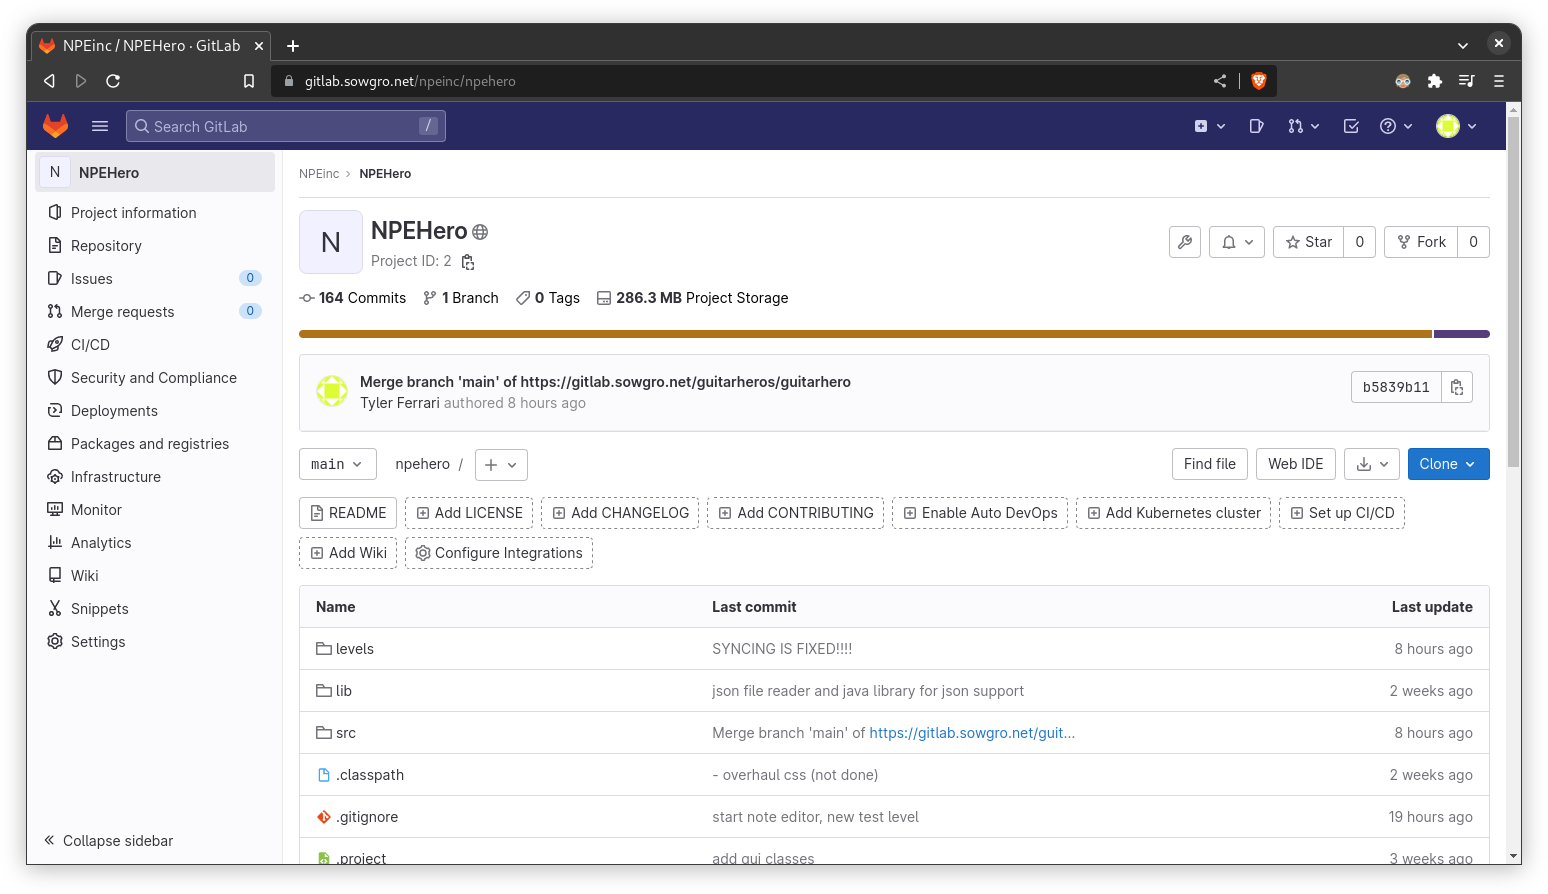 NPEinc / NPEHero · GitLab
gitlab.sowgro.net/npeinc/npehero
Search GitLab /
N NPEHero
Project information
Repository
Issues 0
Merge requests 0
CI/CD
Security and Compliance
Deployments
Packages and registries
Infrastructure
Monitor
Analytics
Wiki
Snippets
Settings
Collapse sidebar
NPEinc > NPEHero
N
NPEHero
Project ID: 2
Star 0
Fork 0
164 Commits 1 Branch 0 Tags 286.3 MB Project Storage
Merge branch 'main' of https://gitlab.sowgro.net/guitarheros/guitarhero
Tyler Ferrari authored 8 hours ago
b5839b11
main npehero / + Find file Web IDE Clone
README Add LICENSE Add CHANGELOG Add CONTRIBUTING Enable Auto DevOps Add Kubernetes cluster Set up CI/CD
Add Wiki Configure Integrations
Name Last commit Last update
levels SYNCING IS FIXED!!!! 8 hours ago
lib json file reader and java library for json support 2 weeks ago
src Merge branch 'main' of https://gitlab.sowgro.net/guit... 8 hours ago
.classpath - overhaul css (not done) 2 weeks ago
.gitignore start note editor, new test level 19 hours ago
.project add gui classes 3 weeks ago